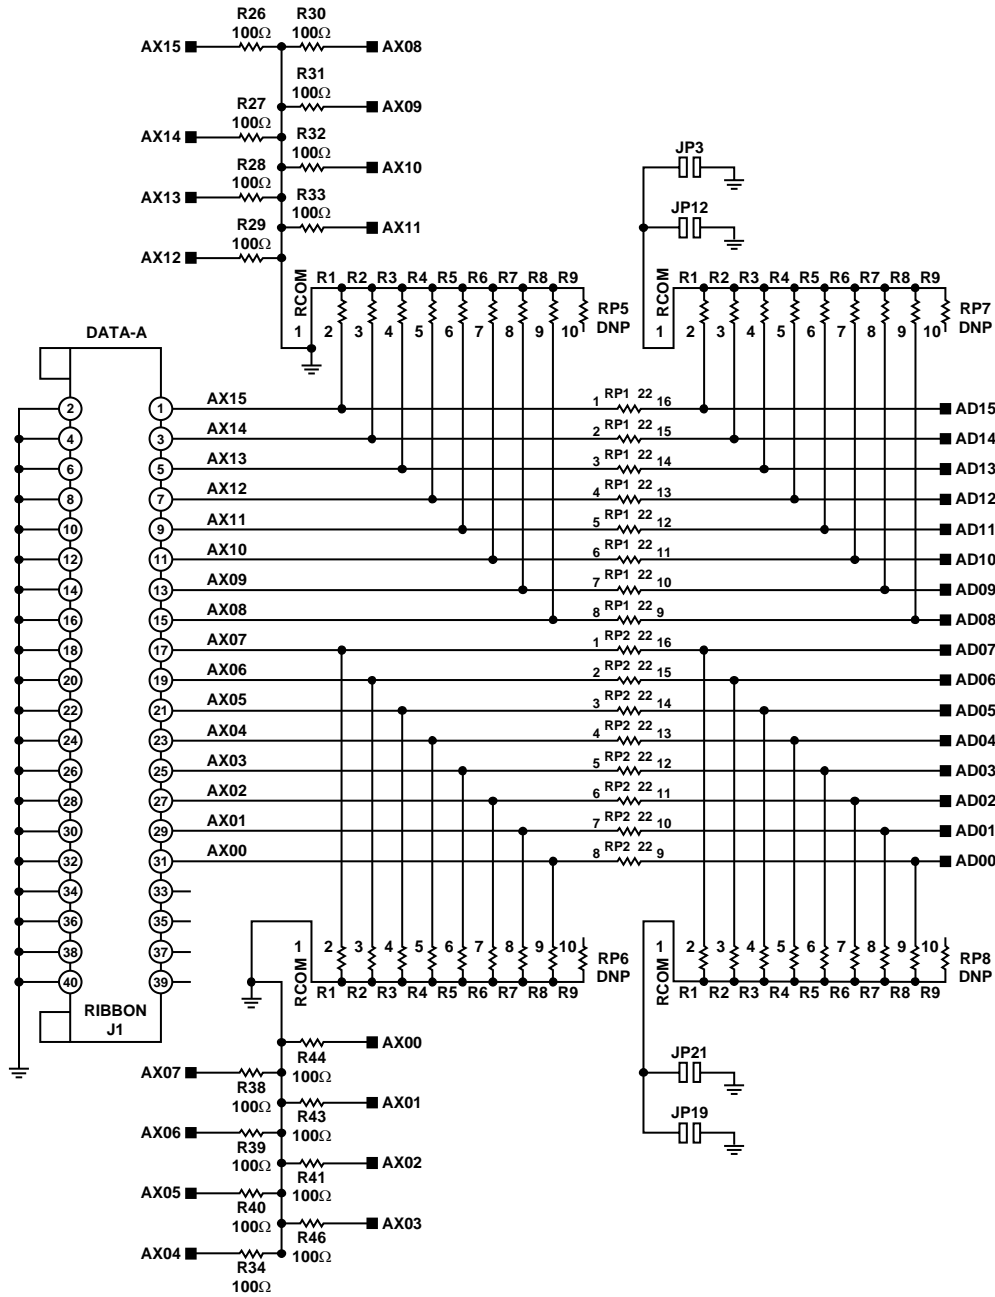 R26 R30
100Ω 100Ω
AX15 AX08
R31
100Ω
AX09
R27
100Ω
AX14
R32
100Ω
AX10
R28
100Ω
AX13
R33
100Ω
AX11
R29
100Ω
AX12
JP3
JP12
RCOM
1
R1 R2 R3 R4 R5 R6 R7 R8 R9
2 3 4 5 6 7 8 9 10
RP5
DNP
RCOM
1
R1 R2 R3 R4 R5 R6 R7 R8 R9
2 3 4 5 6 7 8 9 10
RP7
DNP
DATA-A
2 1 AX15 1 RP1 22 16 AD15
4 3 AX14 2 RP1 22 15 AD14
6 5 AX13 3 RP1 22 14 AD13
8 7 AX12 4 RP1 22 13 AD12
10 9 AX11 5 RP1 22 12 AD11
12 11 AX10 6 RP1 22 11 AD10
14 13 AX09 7 RP1 22 10 AD09
16 15 AX08 8 RP1 22 9 AD08
18 17 AX07 1 RP2 22 16 AD07
20 19 AX06 2 RP2 22 15 AD06
22 21 AX05 3 RP2 22 14 AD05
24 23 AX04 4 RP2 22 13 AD04
26 25 AX03 5 RP2 22 12 AD03
28 27 AX02 6 RP2 22 11 AD02
30 29 AX01 7 RP2 22 10 AD01
32 31 AX00 8 RP2 22 9 AD00
34 33
36 35
38 37
40 39
RIBBON
J1
1
RCOM
2 3 4 5 6 7 8 9 10
R1 R2 R3 R4 R5 R6 R7 R8 R9
RP6
DNP
1
RCOM
2 3 4 5 6 7 8 9 10
R1 R2 R3 R4 R5 R6 R7 R8 R9
RP8
DNP
AX00
R44
100Ω
AX07
R38
100Ω
AX01
R43
100Ω
AX06
R39
100Ω
AX02
R41
100Ω
AX05
R40
100Ω
AX03
R46
100Ω
AX04
R34
100Ω
JP21
JP19